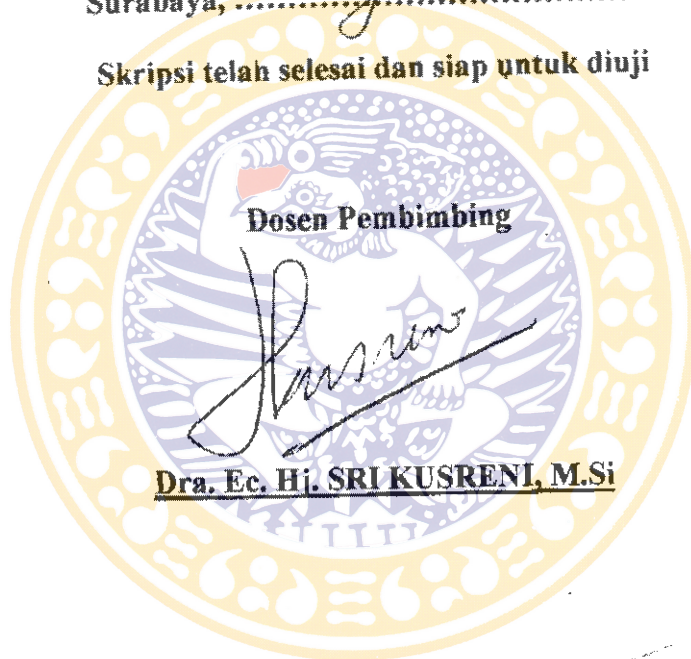 Surabaya, ........................................
Skripsi telah selesai dan siap untuk diuji
Dosen Pembimbing
Dra. Ec. Hj. SRI KUSRENI, M.Si